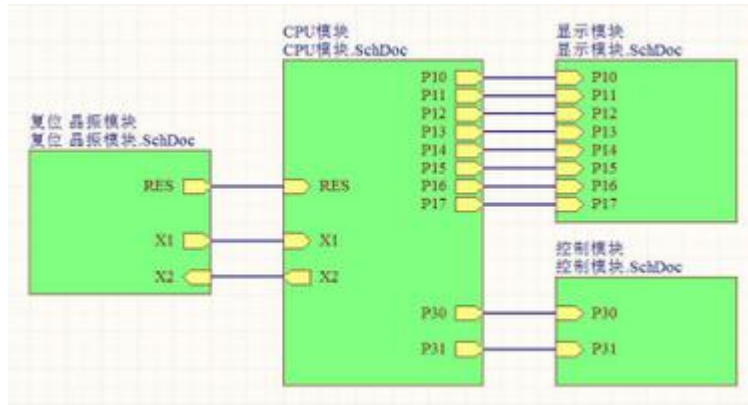 CPU模块
CPU模块.SchDoc
显示模块
显示模块.SchDoc
P10
P11
P12
P13
P14
P15
P16
P17
P10
P11
P12
P13
P14
P15
P16
P17
复位 晶振模块
复位 晶振模块.SchDoc
RES
X1
X2
RES
X1
X2
P30
P31
控制模块
控制模块.SchDoc
P30
P31